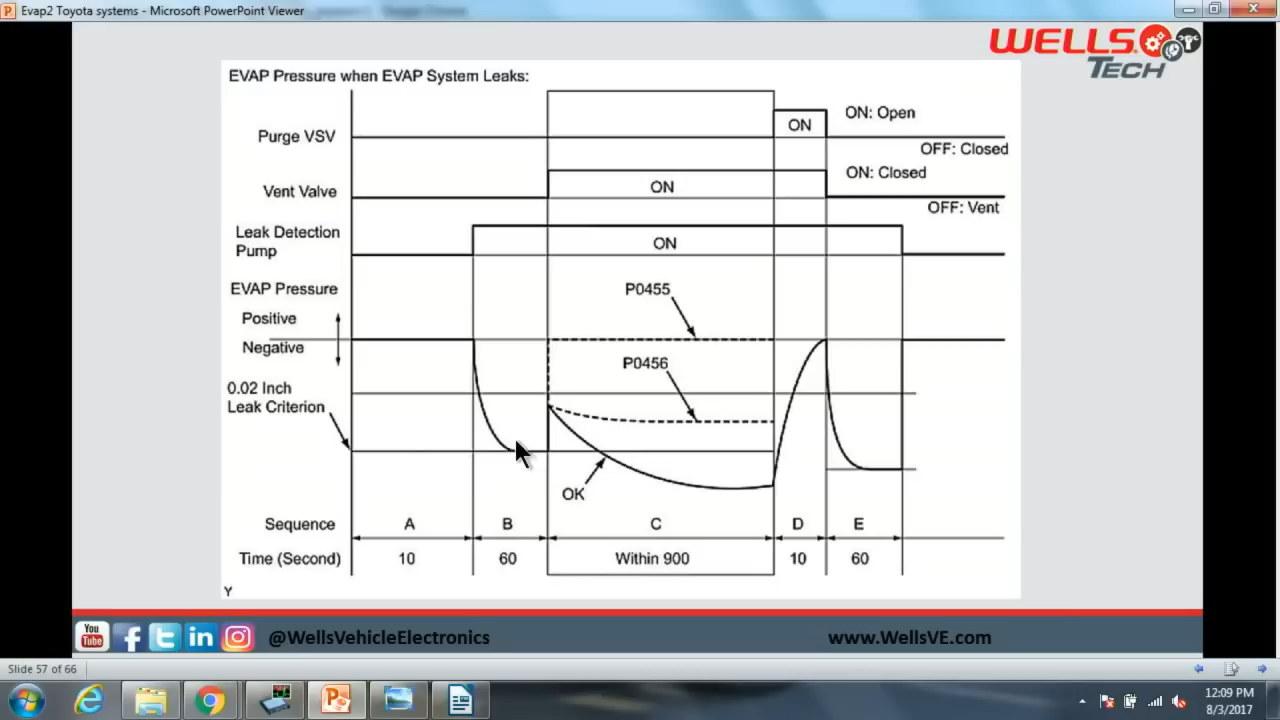 Evap2 Toyota systems - Microsoft PowerPoint Viewer
WELLS
TECH
EVAP Pressure when EVAP System Leaks:
Purge VSV
ON
ON: Open
OFF: Closed
Vent Valve
ON
ON: Closed
OFF: Vent
Leak Detection
Pump
ON
EVAP Pressure
Positive
Negative
P0455
P0456
0.02 Inch
Leak Criterion
OK
Sequence A B C D E
Time (Second) 10 60 Within 900 10 60
Y
You
Tube
@WellsVehicleElectronics
www.WellsVE.com
Slide 57 of 66
12:09 PM
8/3/2017